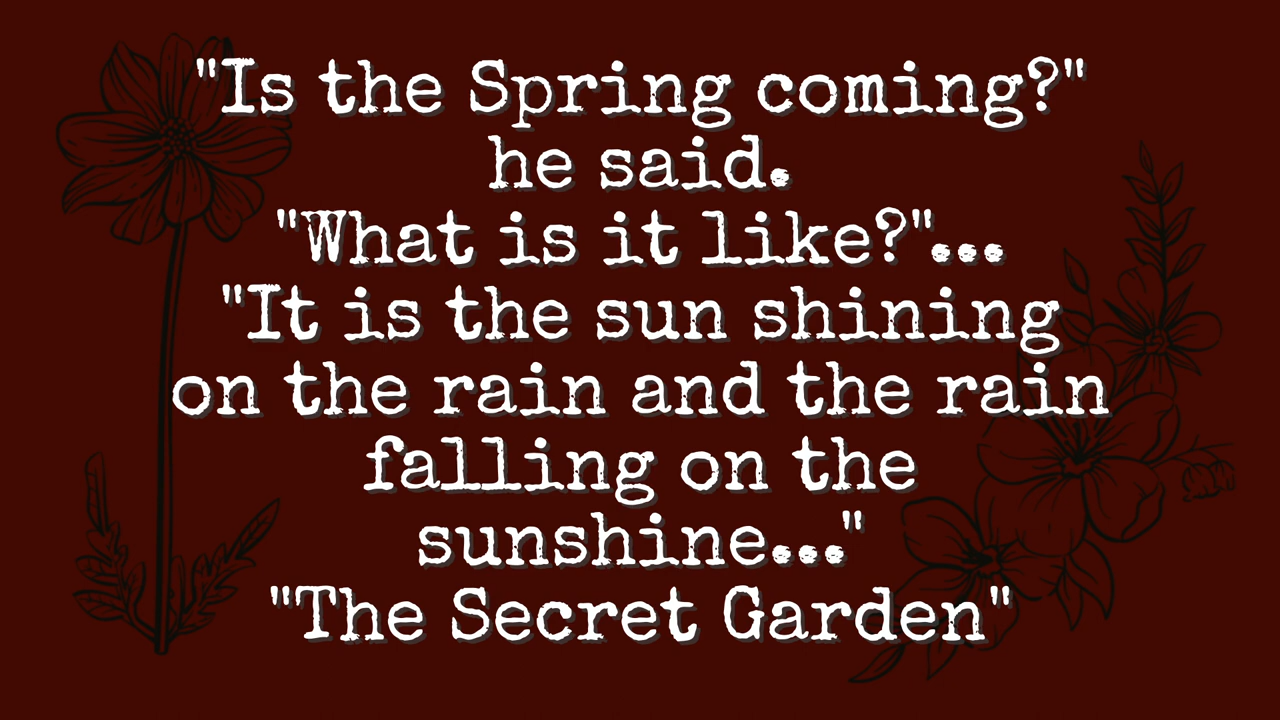 "Is the Spring coming?"
he said.
"What is it like?"...
"It is the sun shining
on the rain and the rain
falling on the
sunshine..."
"The Secret Garden"